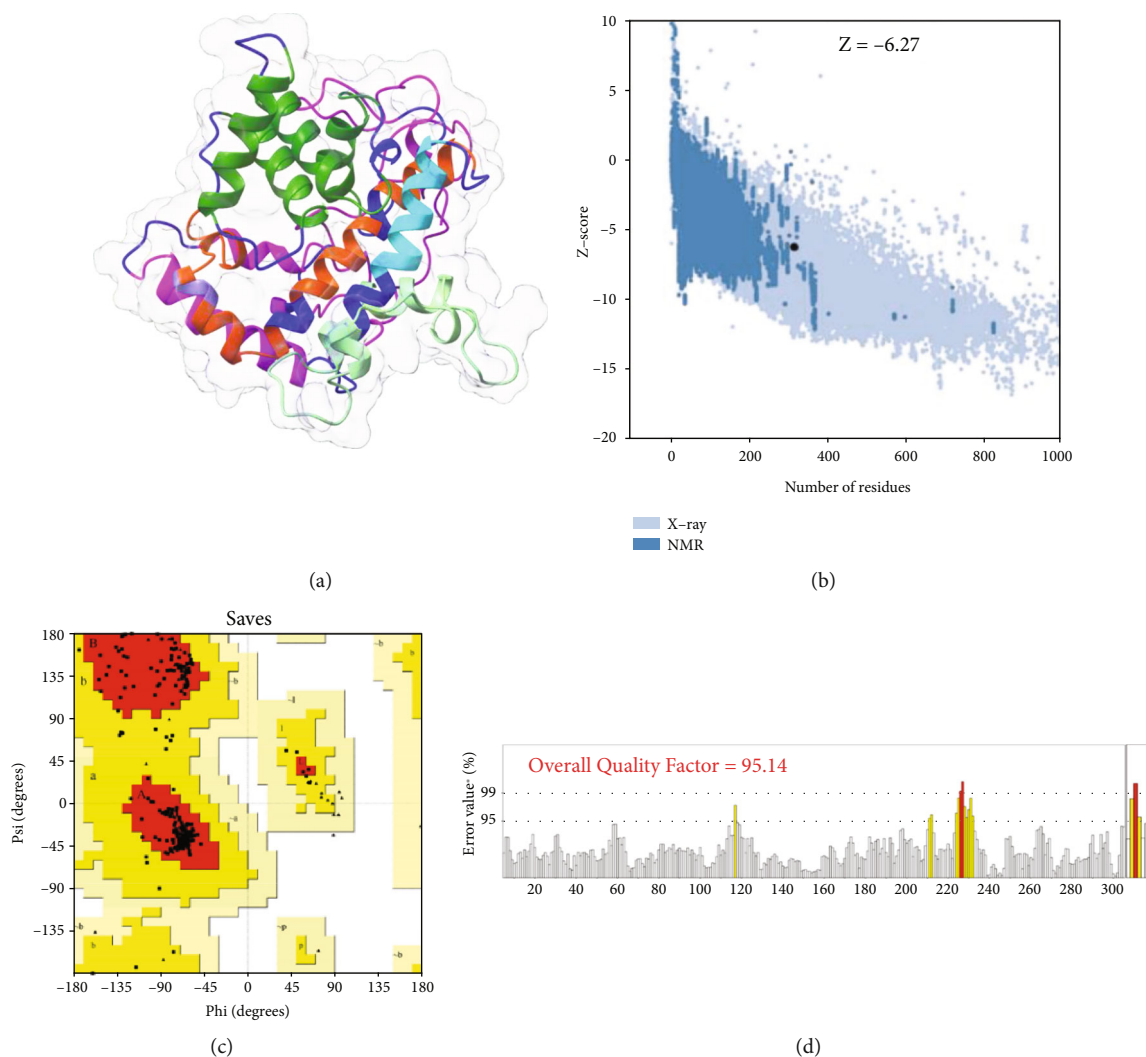 Z = –6.27
10
5
0
–5
–10
–15
–20
Z–score
0
200
400
600
800
1000
Number of residues
X–ray
NMR
(a)
(b)
Saves
180
135
90
45
0
–45
–90
–135
Psi (degrees)
B
b
a
A
~b
~a
~l
l
~b
b
~b
b
~p
p
~b
–180
–135
–90
–45
0
45
90
135
180
Phi (degrees)
(c)
Overall Quality Factor = 95.14
Error value* (%)
99
95
20
40
60
80
100
120
140
160
180
200
220
240
260
280
300
(d)